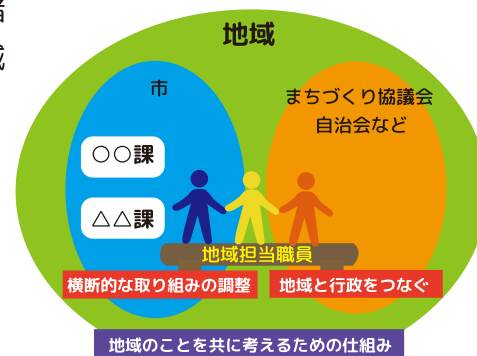 地域
市
まちづくり協議会
自治会など
○○課
△△課
地域担当職員
横断的な取り組みの調整
地域と行政をつなぐ
地域のことを共に考えるための仕組み